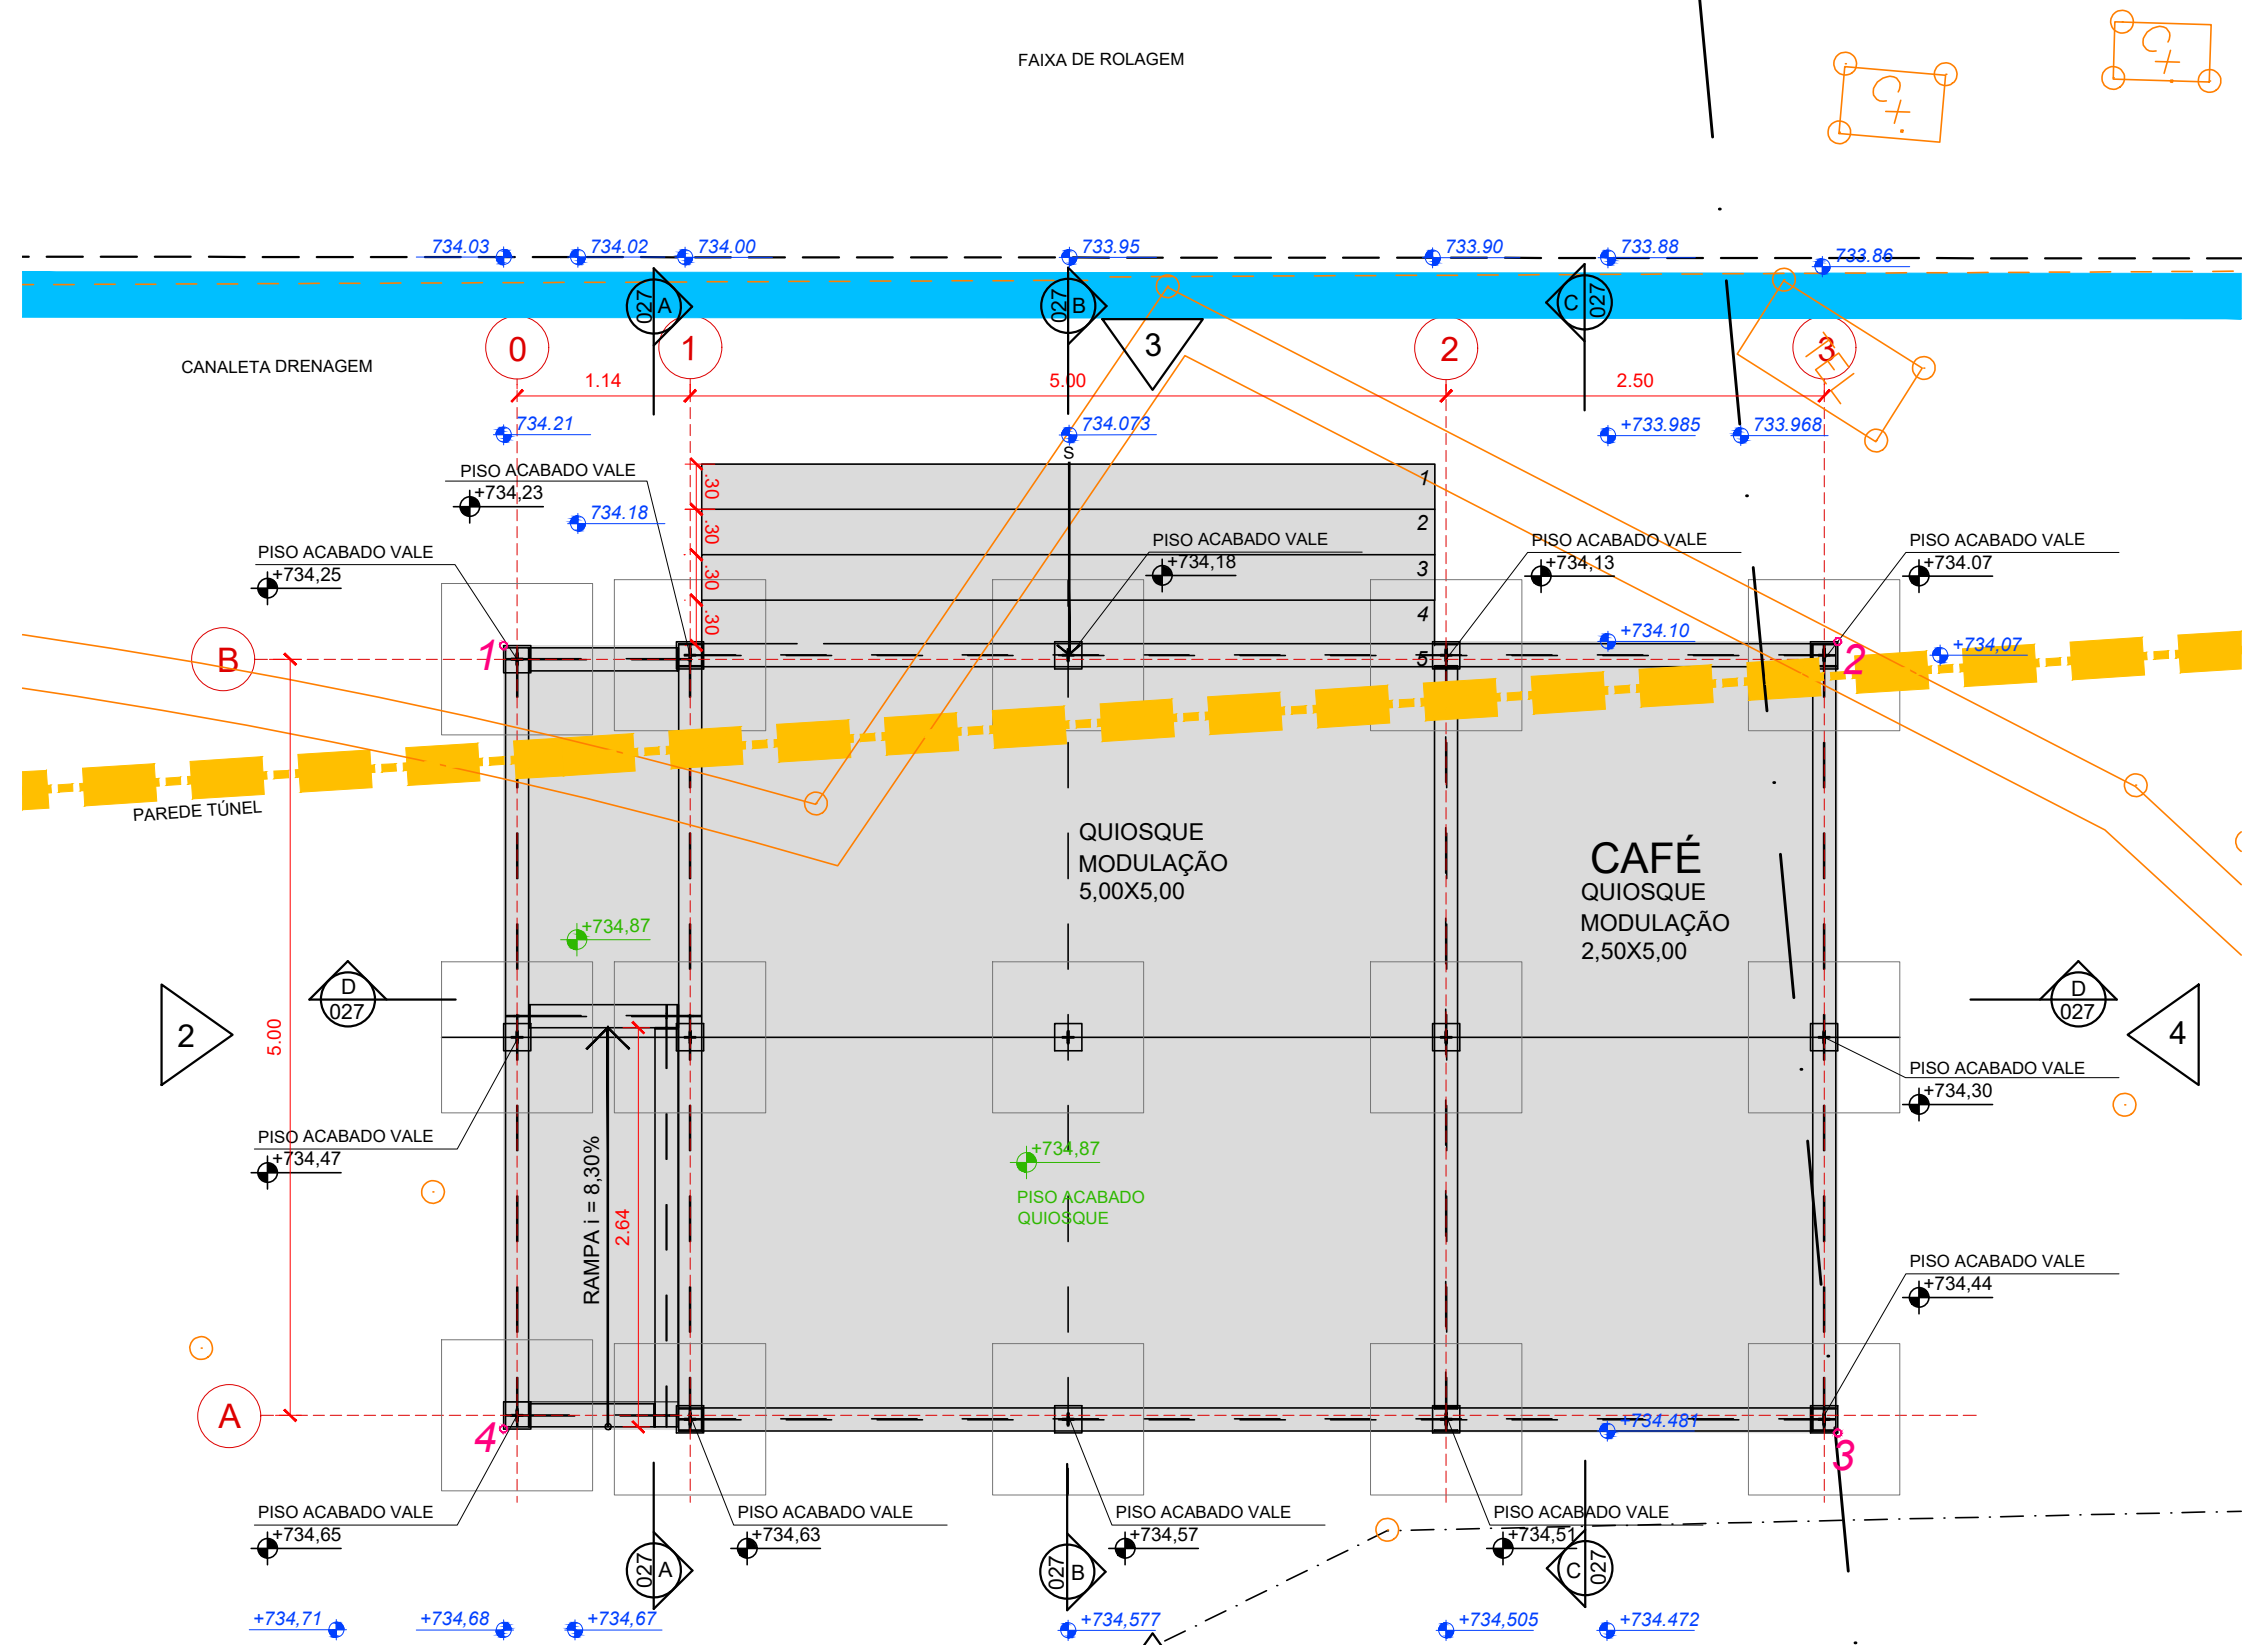 FAIXA DE ROLAGEM
734.03
734.02
734.00
733.95
733.90
733.88
733.86
027
A
027
B
C
027
0
1
3
2
3
CANALETA DRENAGEM
1.14
5.00
2.50
734.21
734.073
+733.985
733.968
S
PISO ACABADO VALE
+734,23
734.18
.30
.30
.30
.30
1
2
3
4
5
PISO ACABADO VALE
+734,25
PISO ACABADO VALE
+734,18
PISO ACABADO VALE
+734,13
PISO ACABADO VALE
+734.07
+734.10
+734,07
B
1
2
PAREDE TÚNEL
QUIOSQUE
MODULAÇÃO
5,00X5,00
CAFÉ
QUIOSQUE
MODULAÇÃO
2,50X5,00
+734,87
D
027
D
027
2
4
5.00
PISO ACABADO VALE
+734,30
PISO ACABADO VALE
+734,47
RAMPA i = 8,30%
2.64
+734,87
PISO ACABADO
QUIOSQUE
PISO ACABADO VALE
+734,44
A
4
3
+734.481
PISO ACABADO VALE
+734,65
PISO ACABADO VALE
+734,63
PISO ACABADO VALE
+734,57
PISO ACABADO VALE
+734,51
027
A
027
B
C
027
+734,71
+734,68
+734,67
+734,577
+734,505
+734.472